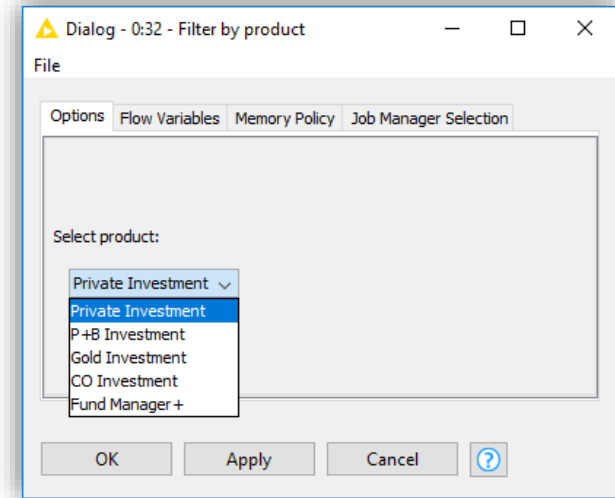 Dialog - 0:32 - Filter by product
File
Options Flow Variables Memory Policy Job Manager Selection
Select product:
Private Investment
Private Investment
P+B Investment
Gold Investment
CO Investment
Fund Manager+
OK Apply Cancel ?